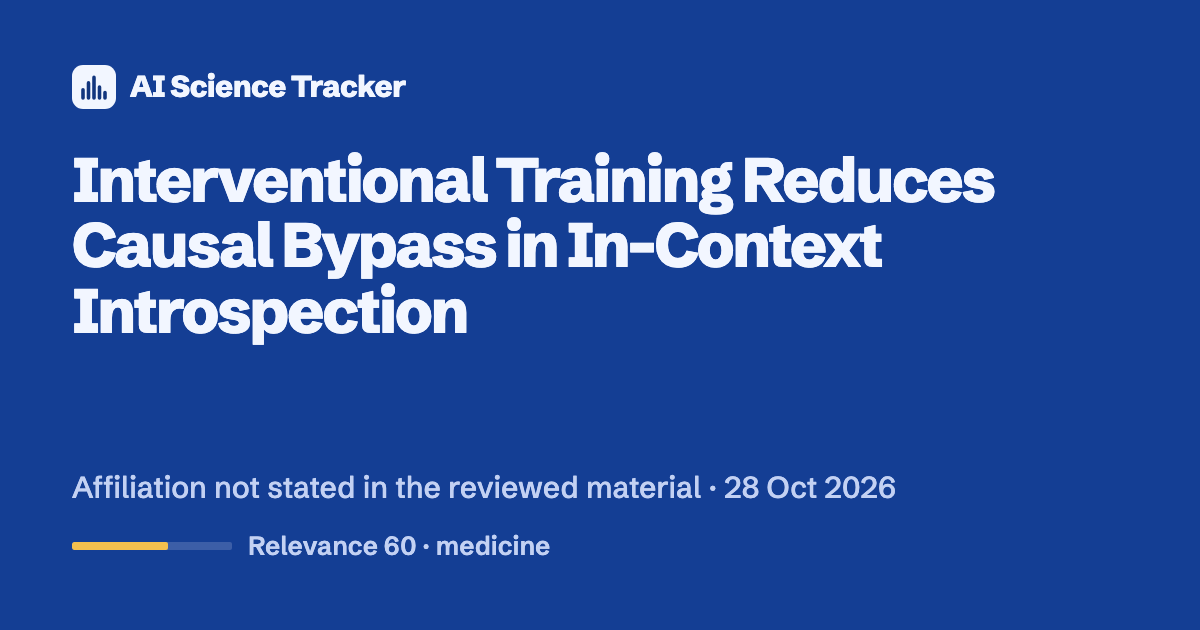 AI Science Tracker
Interventional Training Reduces
Causal Bypass in In-Context
Introspection
Affiliation not stated in the reviewed material · 28 Oct 2026
Relevance 60 · medicine